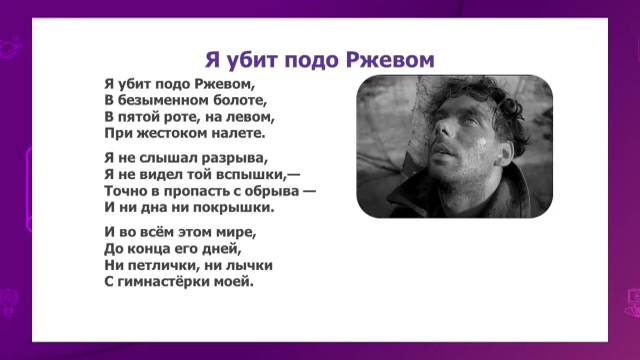 Я убит подо Ржевом
Я убит подо Ржевом,
В безыменном болоте,
В пятой роте, на левом,
При жестоком налете.
Я не слышал разрыва,
Я не видел той вспышки,—
Точно в пропасть с обрыва —
И ни дна ни покрышки.
И во всём этом мире,
До конца его дней,
Ни петлички, ни лычки
С гимнастёрки моей.